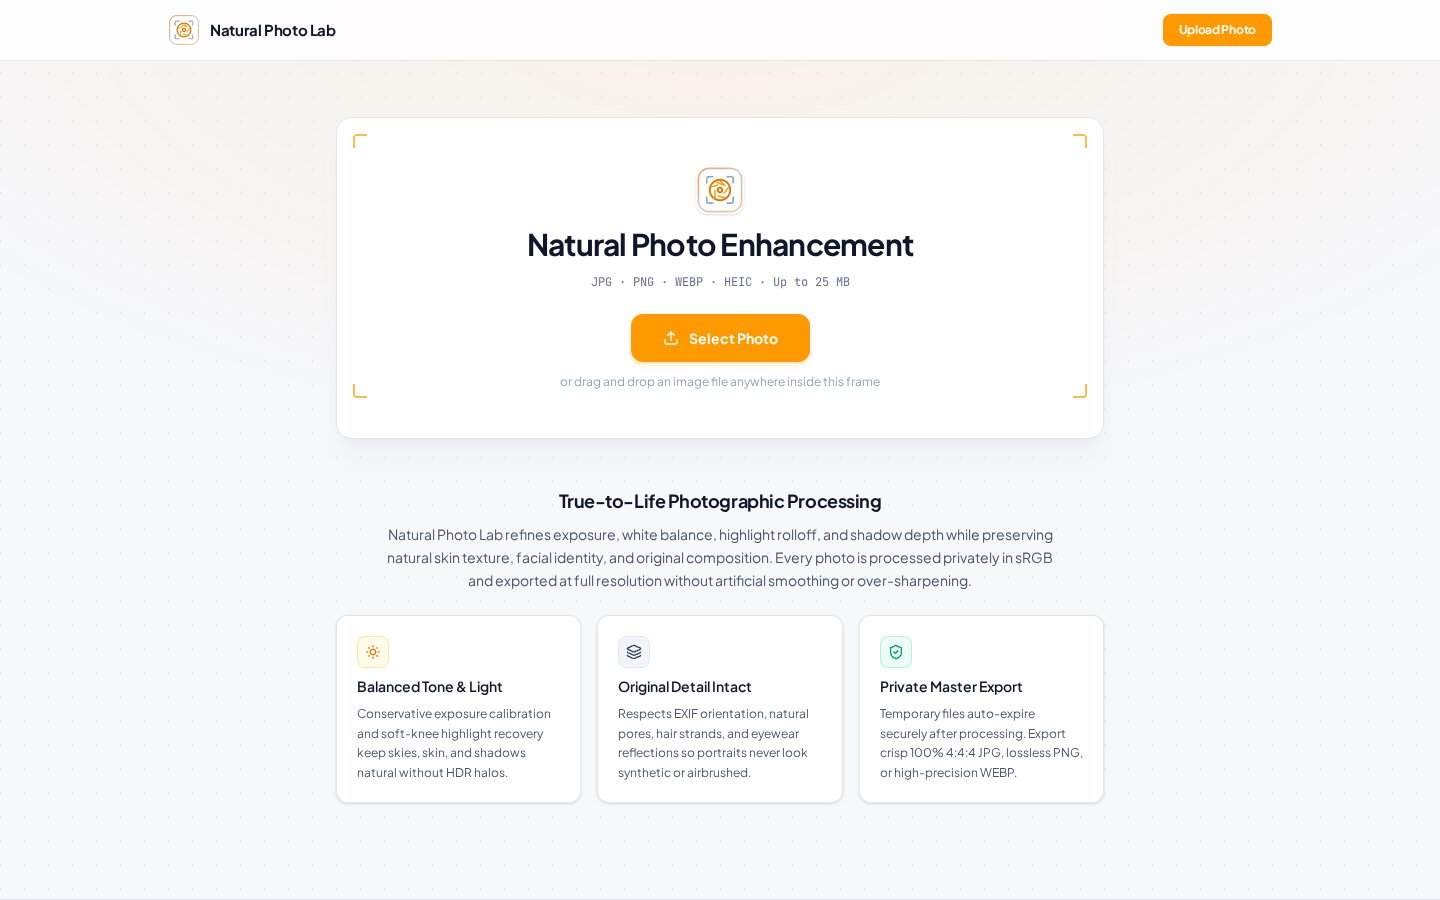 Natural Photo Lab
Upload Photo
Natural Photo Enhancement
JPG · PNG · WEBP · HEIC · Up to 25 MB
Select Photo
or drag and drop an image file anywhere inside this frame
True-to-Life Photographic Processing
Natural Photo Lab refines exposure, white balance, highlight rolloff, and shadow depth while preserving
natural skin texture, facial identity, and original composition. Every photo is processed privately in sRGB
and exported at full resolution without artificial smoothing or over-sharpening.
Balanced Tone & Light
Conservative exposure calibration
and soft-knee highlight recovery
keep skies, skin, and shadows
natural without HDR halos.
Original Detail Intact
Respects EXIF orientation, natural
pores, hair strands, and eyewear
reflections so portraits never look
synthetic or airbrushed.
Private Master Export
Temporary files auto-expire
securely after processing. Export
crisp 100% 4:4:4 JPG, lossless PNG,
or high-precision WEBP.